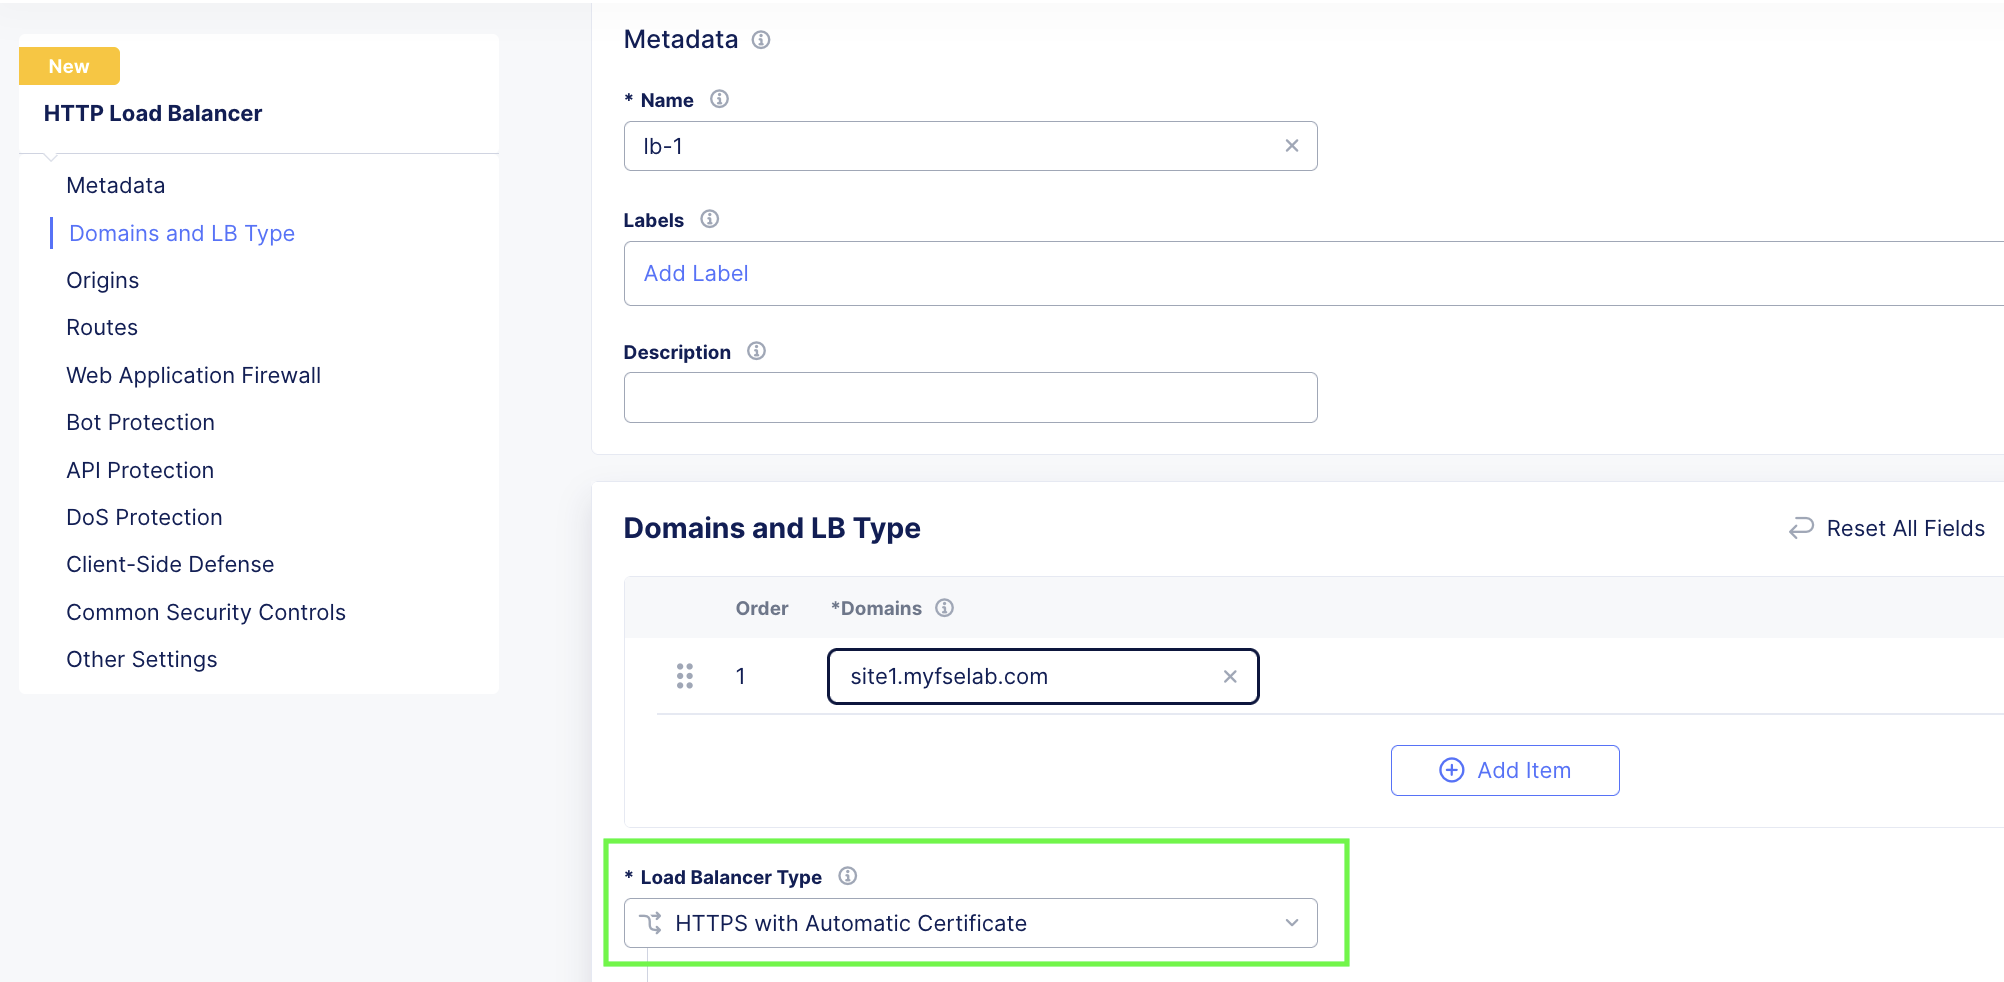 New
HTTP Load Balancer
Metadata
Domains and LB Type
Origins
Routes
Web Application Firewall
Bot Protection
API Protection
DoS Protection
Client-Side Defense
Common Security Controls
Other Settings
Metadata
* Name
lb-1
Labels
Add Label
Description
Domains and LB Type
Reset All Fields
Order *Domains
1 site1.myfselab.com
Add Item
* Load Balancer Type
HTTPS with Automatic Certificate